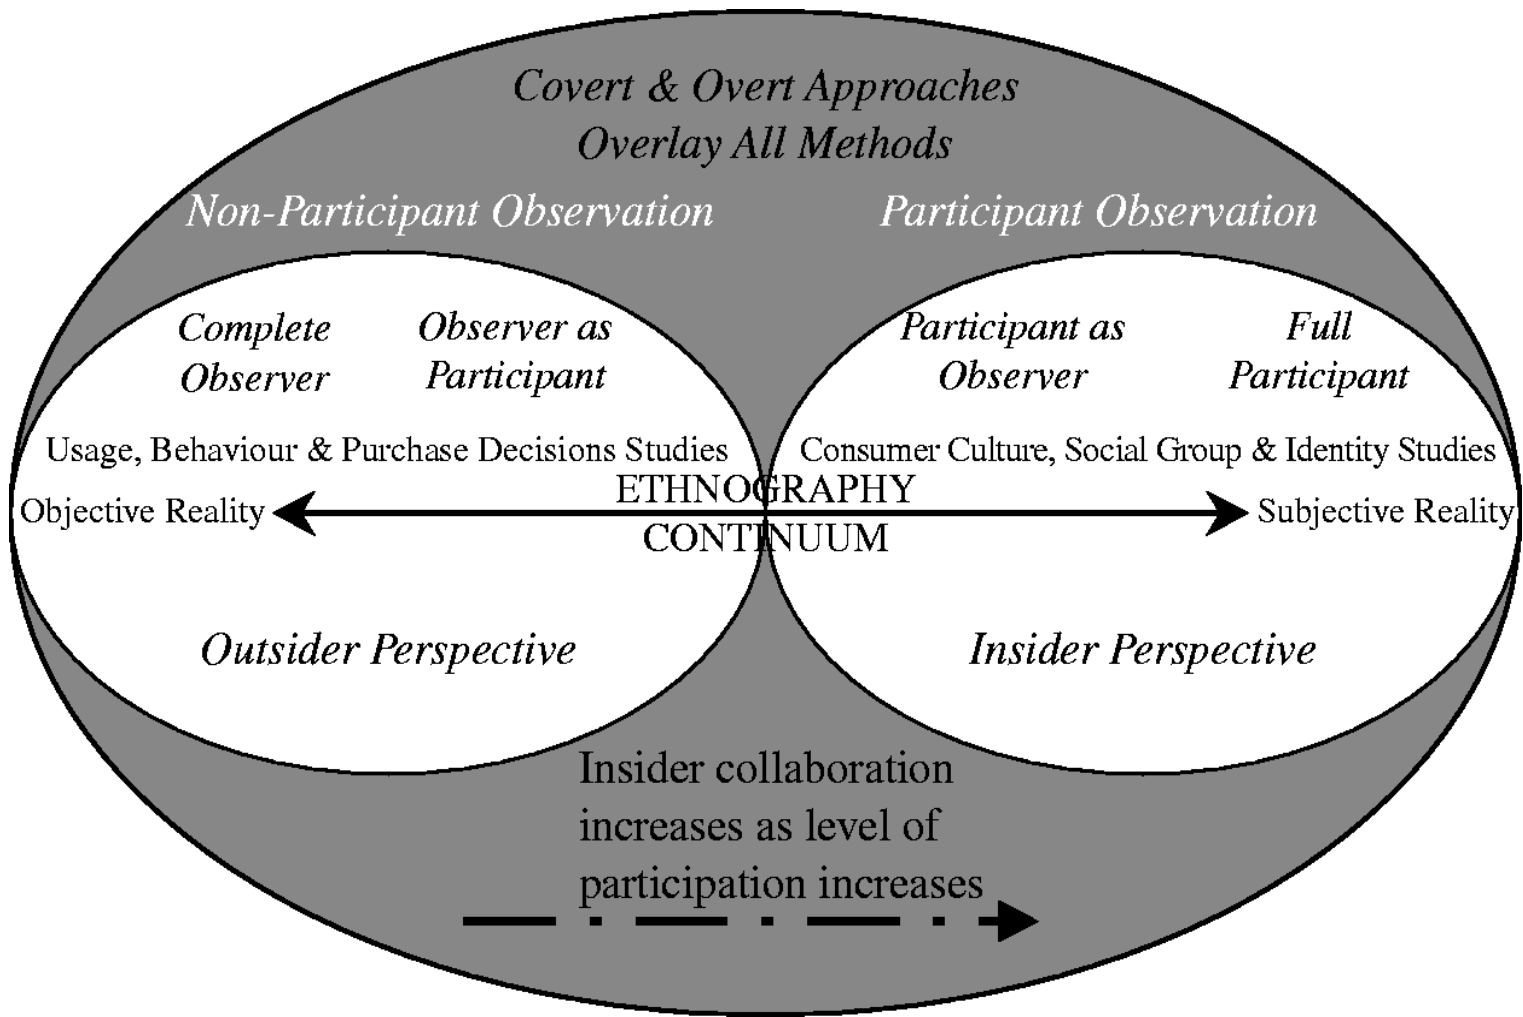 Covert & Overt Approaches
Overlay All Methods
Non-Participant Observation
Participant Observation
Complete
Observer
Observer as
Participant
Participant as
Observer
Full
Participant
Usage, Behaviour & Purchase Decisions Studies
Consumer Culture, Social Group & Identity Studies
ETHNOGRAPHY
Objective Reality
Subjective Reality
CONTINUUM
Outsider Perspective
Insider Perspective
Insider collaboration
increases as level of
participation increases